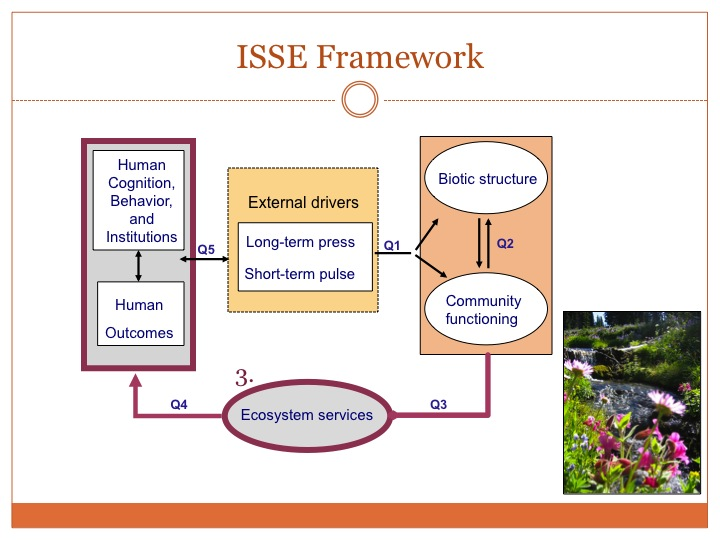 ISSE Framework
Human
Cognition,
Behavior,
and
Institutions
Human
Outcomes
Q5
External drivers
Long-term press
Short-term pulse
Q1
Biotic structure
Q2
Community
functioning
3.
Q4
Ecosystem services
Q3